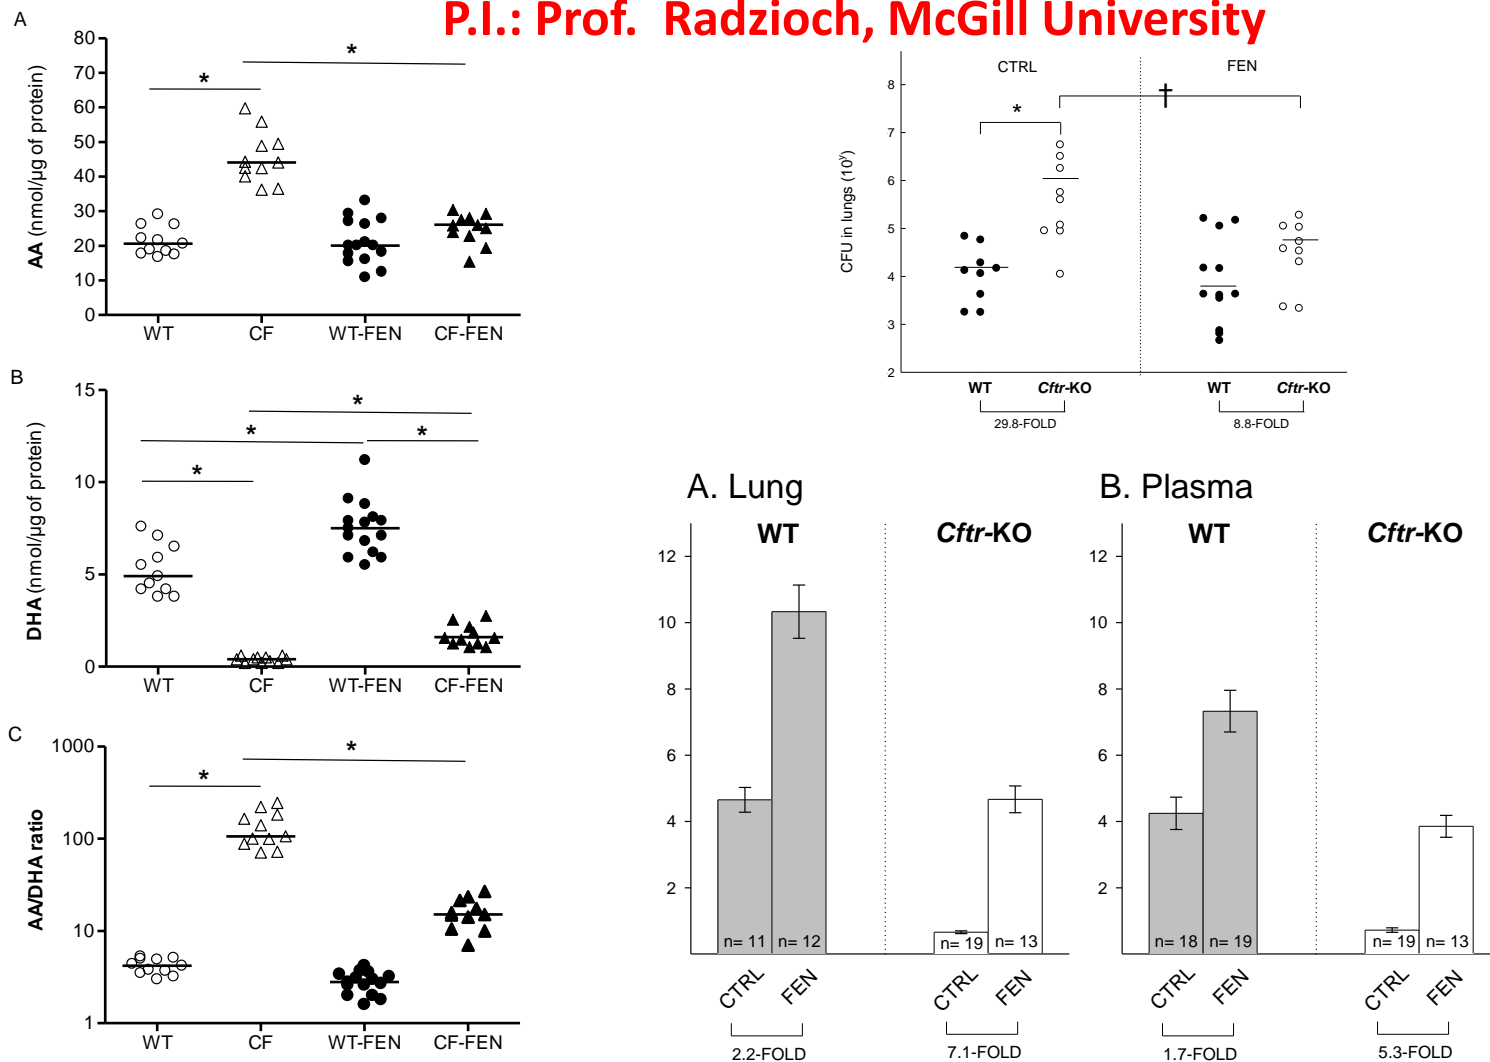 P.I.: Prof. Radzioch, McGill University
A
80
70
60
50
40
30
20
10
0
AA (nmol/µg of protein)
*
*
WT CF WT-FEN CF-FEN
B
15
10
5
0
DHA (nmol/µg of protein)
*
*
*
*
WT CF WT-FEN CF-FEN
C
1000
100
10
1
AA/DHA ratio
*
*
WT CF WT-FEN CF-FEN
CTRL FEN
8
7
6
5
4
3
2
CFU in lungs (10ʸ)
*
†
WT Cftr-KO WT Cftr-KO
29.8-FOLD 8.8-FOLD
A. Lung
WT Cftr-KO
12
10
8
6
4
2
n= 11 n= 12 n= 19 n= 13
CTRL FEN CTRL FEN
2.2-FOLD 7.1-FOLD
B. Plasma
WT Cftr-KO
12
10
8
6
4
2
n= 18 n= 19 n= 19 n= 13
CTRL FEN CTRL FEN
1.7-FOLD 5.3-FOLD